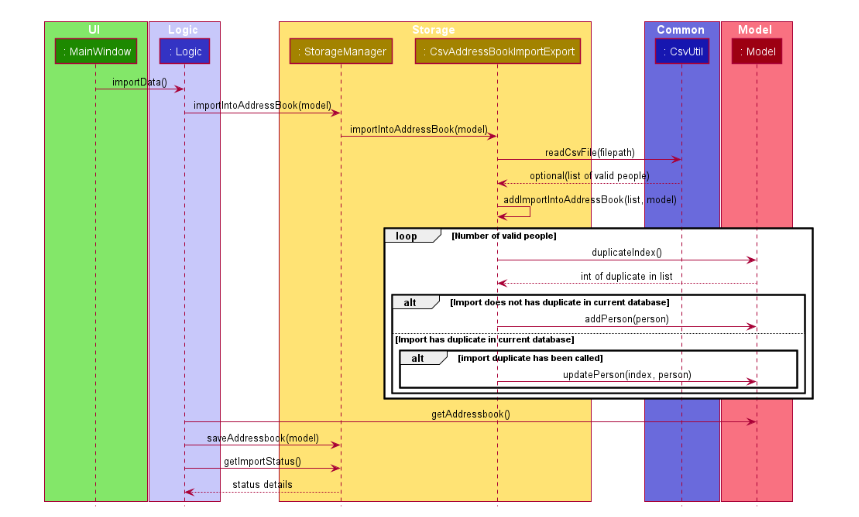 UI
Logic
Storage
Common
Model
: MainWindow
: Logic
: StorageManager
: CsvAddressBookImportExport
: CsvUtil
: Model
importData()
importIntoAddressBook(model)
importIntoAddressBook(model)
readCsvFile(filepath)
optional(list of valid people)
addImportIntoAddressBook(list, model)
loop
[Number of valid people]
duplicateIndex()
int of duplicate in list
alt
[Import does not has duplicate in current database]
addPerson(person)
[Import has duplicate in current database]
alt
[import duplicate has been called]
updatePerson(index, person)
getAddressbook()
saveAddressbook(model)
getImportStatus()
status details